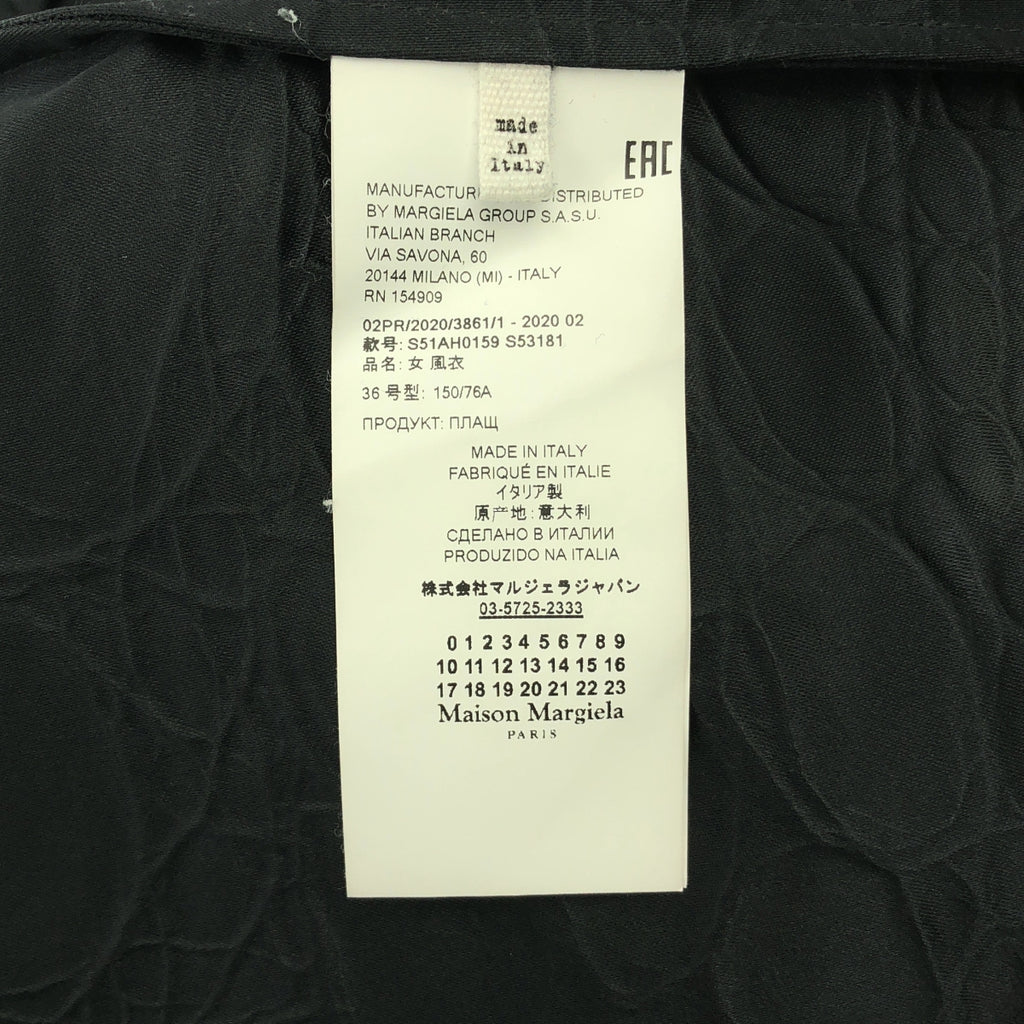 made
in
Italy
EAC
MANUFACTUR DISTRIBUTED
BY MARGIELA GROUP S.A.S.U.
ITALIAN BRANCH
VIA SAVONA, 60
20144 MILANO (MI) - ITALY
RN 154909
02PR/2020/3861/1 - 2020 02
款号: S51AH0159 S53181
品名: 女 風衣
36 号型: 150/76A
ПРОДУКТ: ПЛАЩ
MADE IN ITALY
FABRIQUÉ EN ITALIE
イタリア製
原产地: 意大利
СДЕЛАНО В ИТАЛИИ
PRODUZIDO NA ITALIA
株式会社マルジェラジャパン
03-5725-2333
0 1 2 3 4 5 6 7 8 9
10 11 12 13 14 15 16
17 18 19 20 21 22 23
Maison Margiela
PARIS